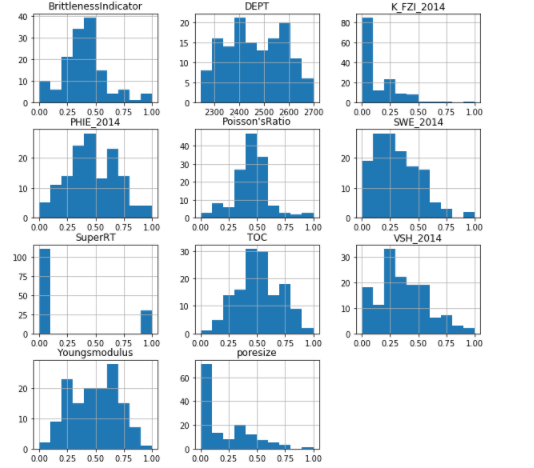 BrittlenessIndicator DEPT K_FZI_2014
40 30 20 10 0 20 15 10 5 0 80 60 40 20 0
0.00 0.25 0.50 0.75 1.00 2300 2400 2500 2600 2700 0.00 0.25 0.50 0.75 1.00
PHIE_2014 Poisson'sRatio SWE_2014
20 10 0 40 30 20 10 0 20 10 0
0.00 0.25 0.50 0.75 1.00 0.00 0.25 0.50 0.75 1.00 0.00 0.25 0.50 0.75 1.00
SuperRT TOC VSH_2014
100 75 50 25 0 30 20 10 0 30 20 10 0
0.00 0.25 0.50 0.75 1.00 0.00 0.25 0.50 0.75 1.00 0.00 0.25 0.50 0.75 1.00
Youngsmodulus poresize
20 10 0 60 40 20 0
0.00 0.25 0.50 0.75 1.00 0.00 0.25 0.50 0.75 1.00